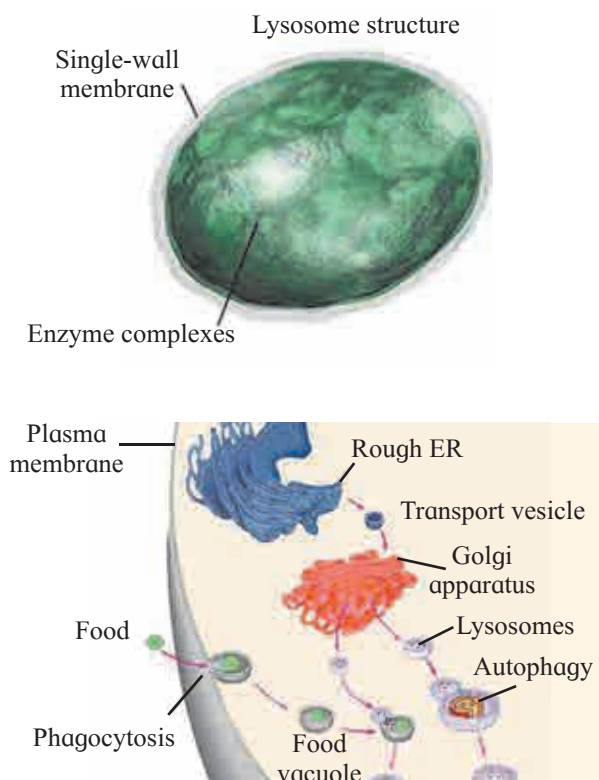 Lysosome structure
Single-wall
membrane
Enzyme complexes
Plasma
membrane
Rough ER
Transport vesicle
Golgi
apparatus
Lysosomes
Food
Autophagy
Phagocytosis
Food
vacuole